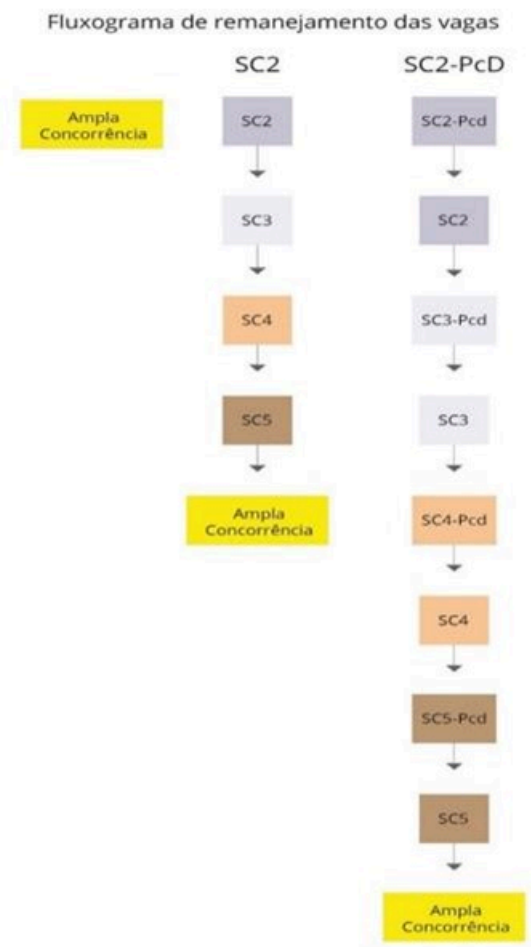 Fluxograma de remanejamento das vagas
SC2
SC2-PcD
Ampla
Concorrência
SC2
SC3
SC4
SC5
Ampla
Concorrência
SC2-Pcd
SC2
SC3-Pcd
SC3
SC4-Pcd
SC4
SC5-Pcd
SC5
Ampla
Concorrência